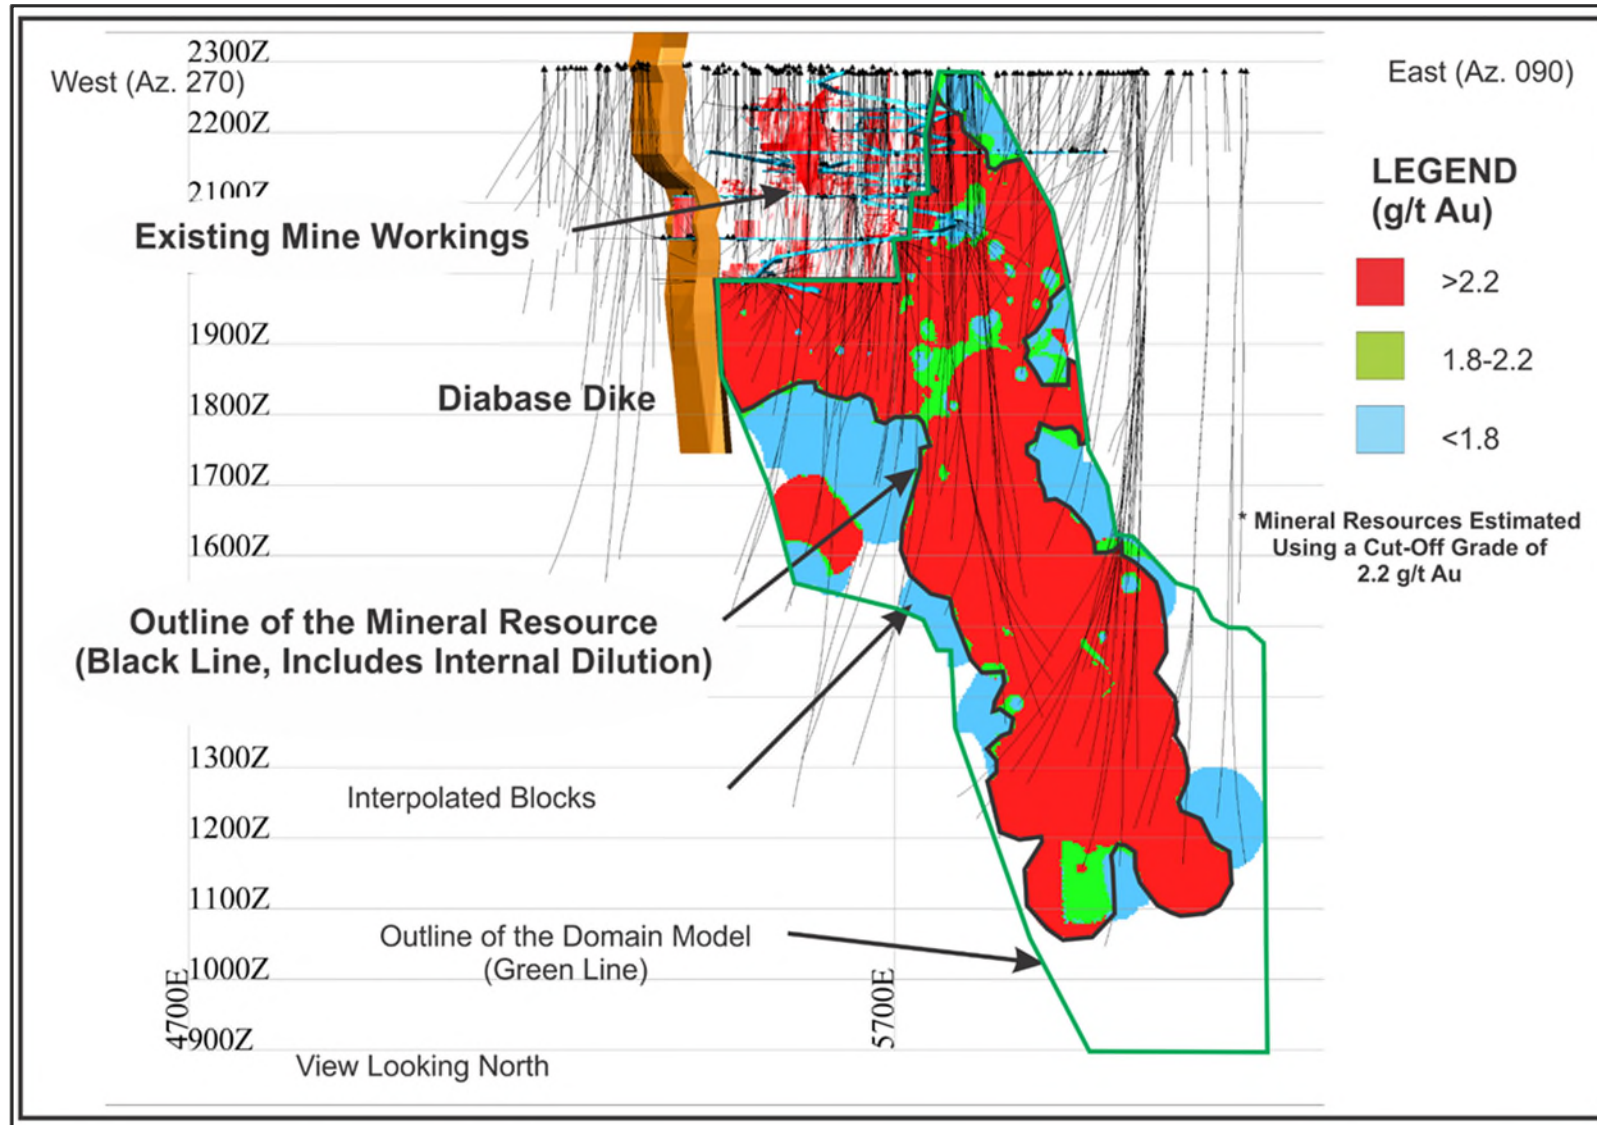 2300Z
West (Az. 270)
East (Az. 090)
2200Z
2100Z
Existing Mine Workings
LEGEND
(g/t Au)
>2.2
1.8-2.2
<1.8
1900Z
Diabase Dike
1800Z
1700Z
* Mineral Resources Estimated
Using a Cut-Off Grade of
2.2 g/t Au
1600Z
Outline of the Mineral Resource
(Black Line, Includes Internal Dilution)
1300Z
Interpolated Blocks
1200Z
1100Z
Outline of the Domain Model
(Green Line)
1000Z
4700E
5700E
900Z
View Looking North